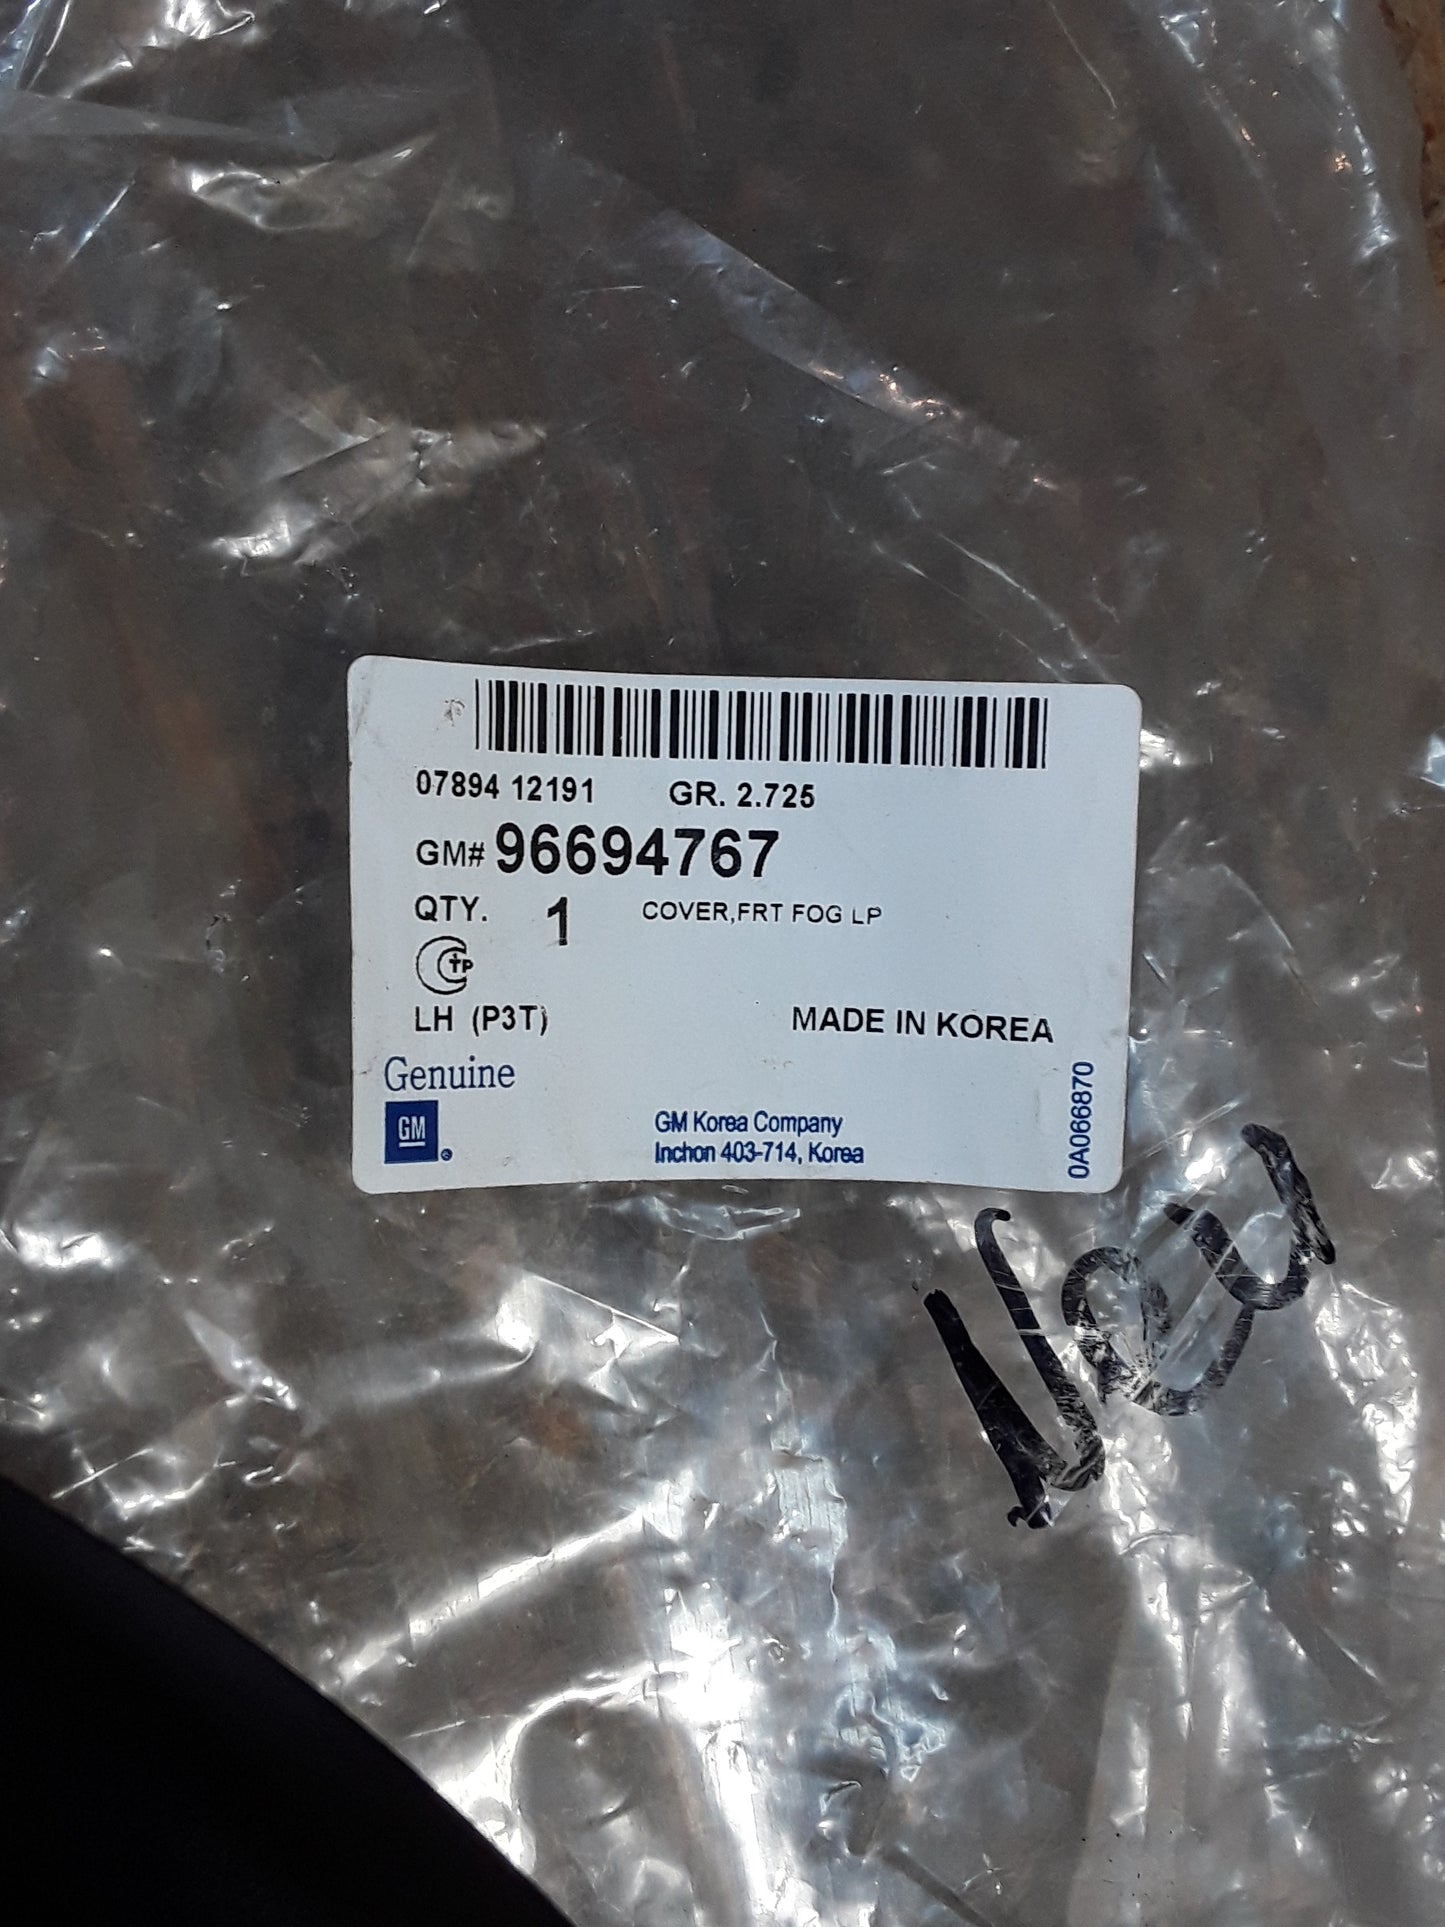 07894 12191 GR. 2.725
GM# 96694767
QTY. 1 COVER,FRT FOG LP
LH (P3T) MADE IN KOREA
Genuine
GM
GM Korea Company
Inchon 403-714, Korea
0A066870